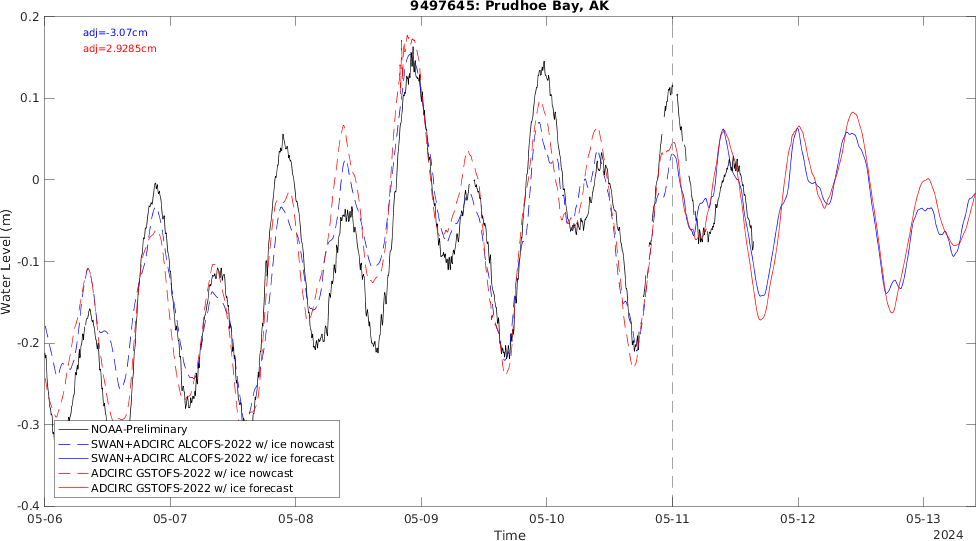 9497645: Prudhoe Bay, AK
adj=-3.07cm
adj=2.9285cm
0.2
0.1
0
-0.1
-0.2
-0.3
-0.4
Water Level (m)
NOAA-Preliminary
SWAN+ADCIRC ALCOFS-2022 w/ ice nowcast
SWAN+ADCIRC ALCOFS-2022 w/ ice forecast
ADCIRC GSTOFS-2022 w/ ice nowcast
ADCIRC GSTOFS-2022 w/ ice forecast
05-06 05-07 05-08 05-09 05-10 05-11 05-12 05-13
Time
2024